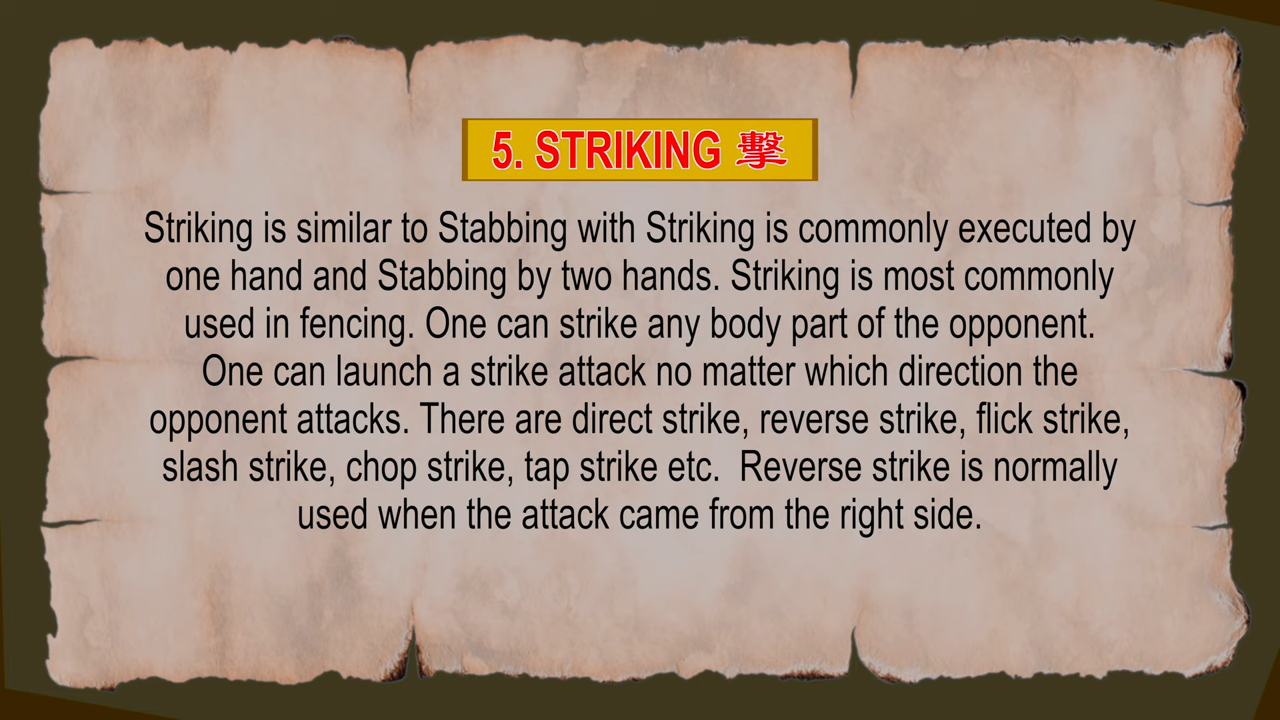 5. STRIKING 擊
Striking is similar to Stabbing with Striking is commonly executed by
one hand and Stabbing by two hands. Striking is most commonly
used in fencing. One can strike any body part of the opponent.
One can launch a strike attack no matter which direction the
opponent attacks. There are direct strike, reverse strike, flick strike,
slash strike, chop strike, tap strike etc.  Reverse strike is normally
used when the attack came from the right side.